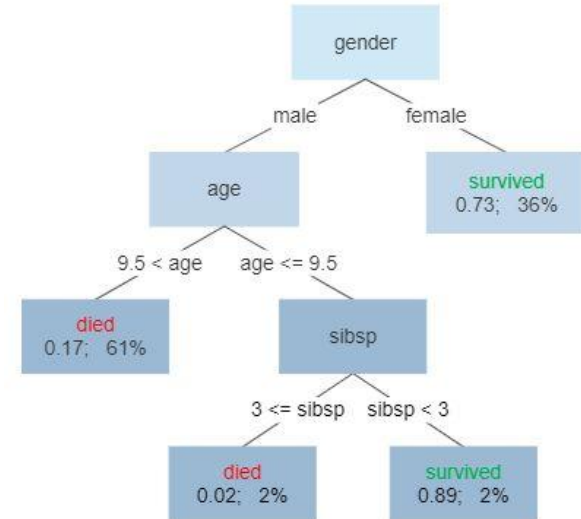 gender
male
female
age
survived
0.73; 36%
9.5 < age
age <= 9.5
died
0.17; 61%
sibsp
3 <= sibsp
sibsp < 3
died
0.02; 2%
survived
0.89; 2%